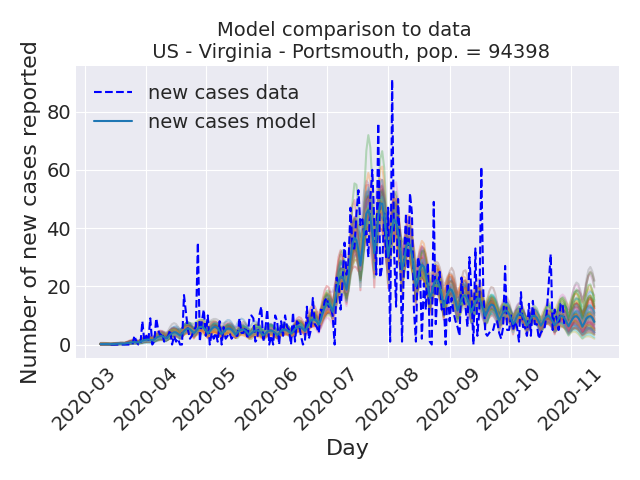 Model comparison to data
US - Virginia - Portsmouth, pop. = 94398
Number of new cases reported
new cases data
new cases model
80
60
40
20
0
2020-03
2020-04
2020-05
2020-06
2020-07
2020-08
2020-09
2020-10
2020-11
Day